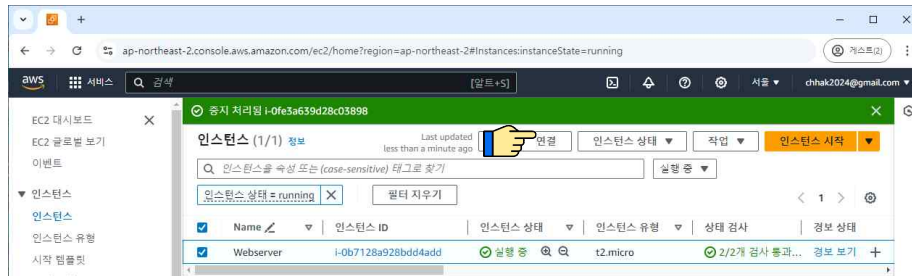 ap-northeast-2.console.aws.amazon.com/ec2/home?region=ap-northeast-2#Instances:instanceState=running
게스트(2)
aws 서비스 검색 [알트+S] 서울 ▼ chhak2024@gmail.com ▼
중지 처리됨 i-0fe3a639d28c03898
EC2 대시보드
EC2 글로벌 보기
이벤트
인스턴스
인스턴스
인스턴스 유형
시작 템플릿
인스턴스 (1/1) 정보
Last updated
less than a minute ago
연결 인스턴스 상태 ▼ 작업 ▼ 인스턴스 시작 ▼
인스턴스을 속성 또는 (case-sensitive) 태그로 찾기 실행 중 ▼
인스턴스 상태 = running X 필터 지우기
1
Name 인스턴스 ID 인스턴스 상태 인스턴스 유형 상태 검사 경보 상태
Webserver i-0b7128a928bdd4add 실행 중 t2.micro 2/2개 검사 통과... 경보 보기 +